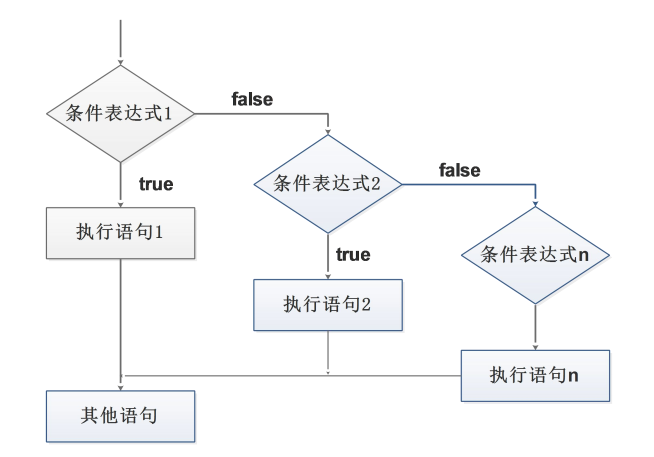 false
条件表达式1
false
true
条件表达式2
执行语句1
true
条件表达式n
执行语句2
执行语句n
其他语句